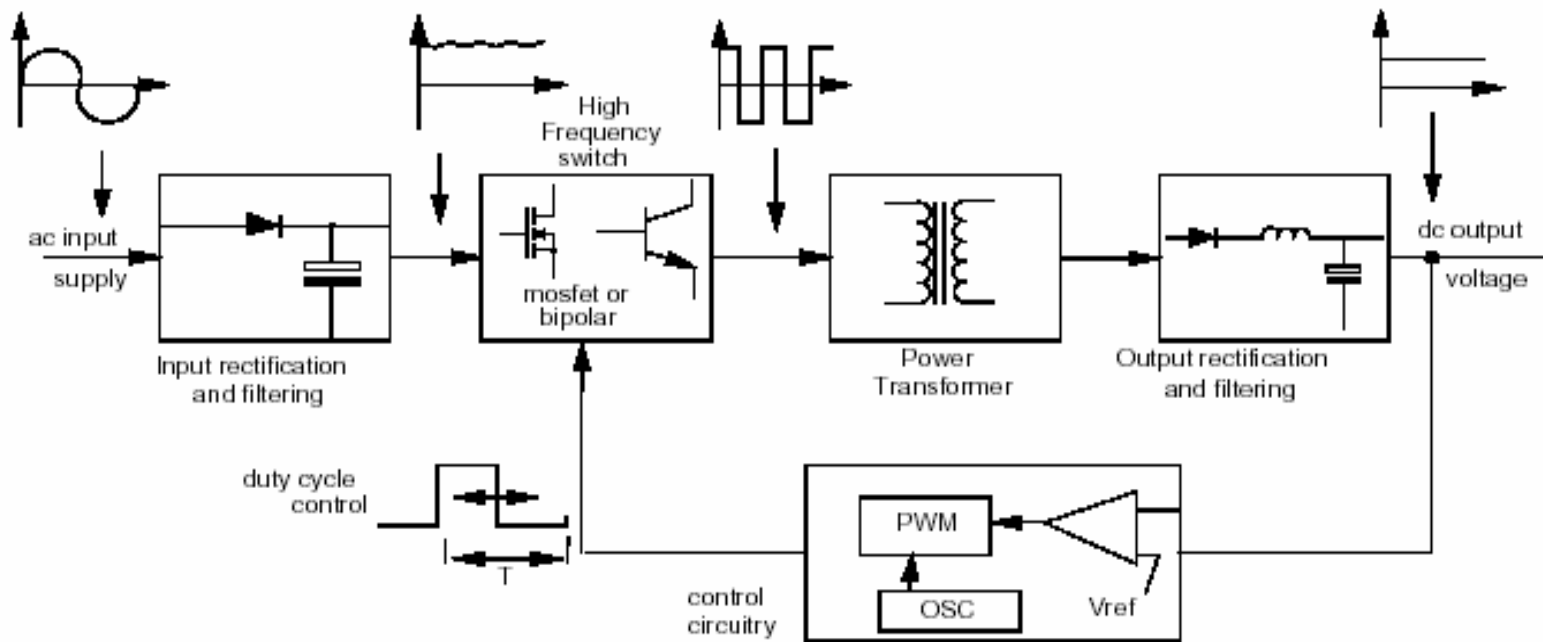 High
Frequency
switch
ac input
supply
mosfet or
bipolar
dc output
voltage
Input rectification
and filtering
Power
Transformer
Output rectification
and filtering
duty cycle
control
T
PWM
OSC
Vref
control
circuitry